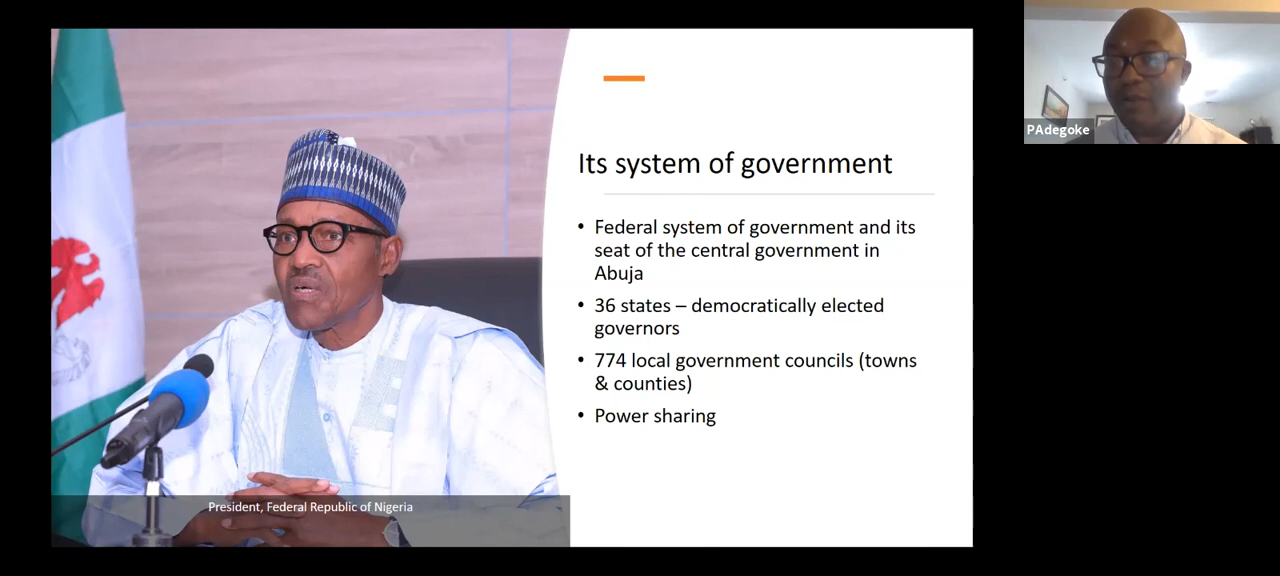 Its system of government
• Federal system of government and its
seat of the central government in
Abuja
• 36 states – democratically elected
governors
• 774 local government councils (towns
& counties)
• Power sharing
President, Federal Republic of Nigeria
PAdegoke